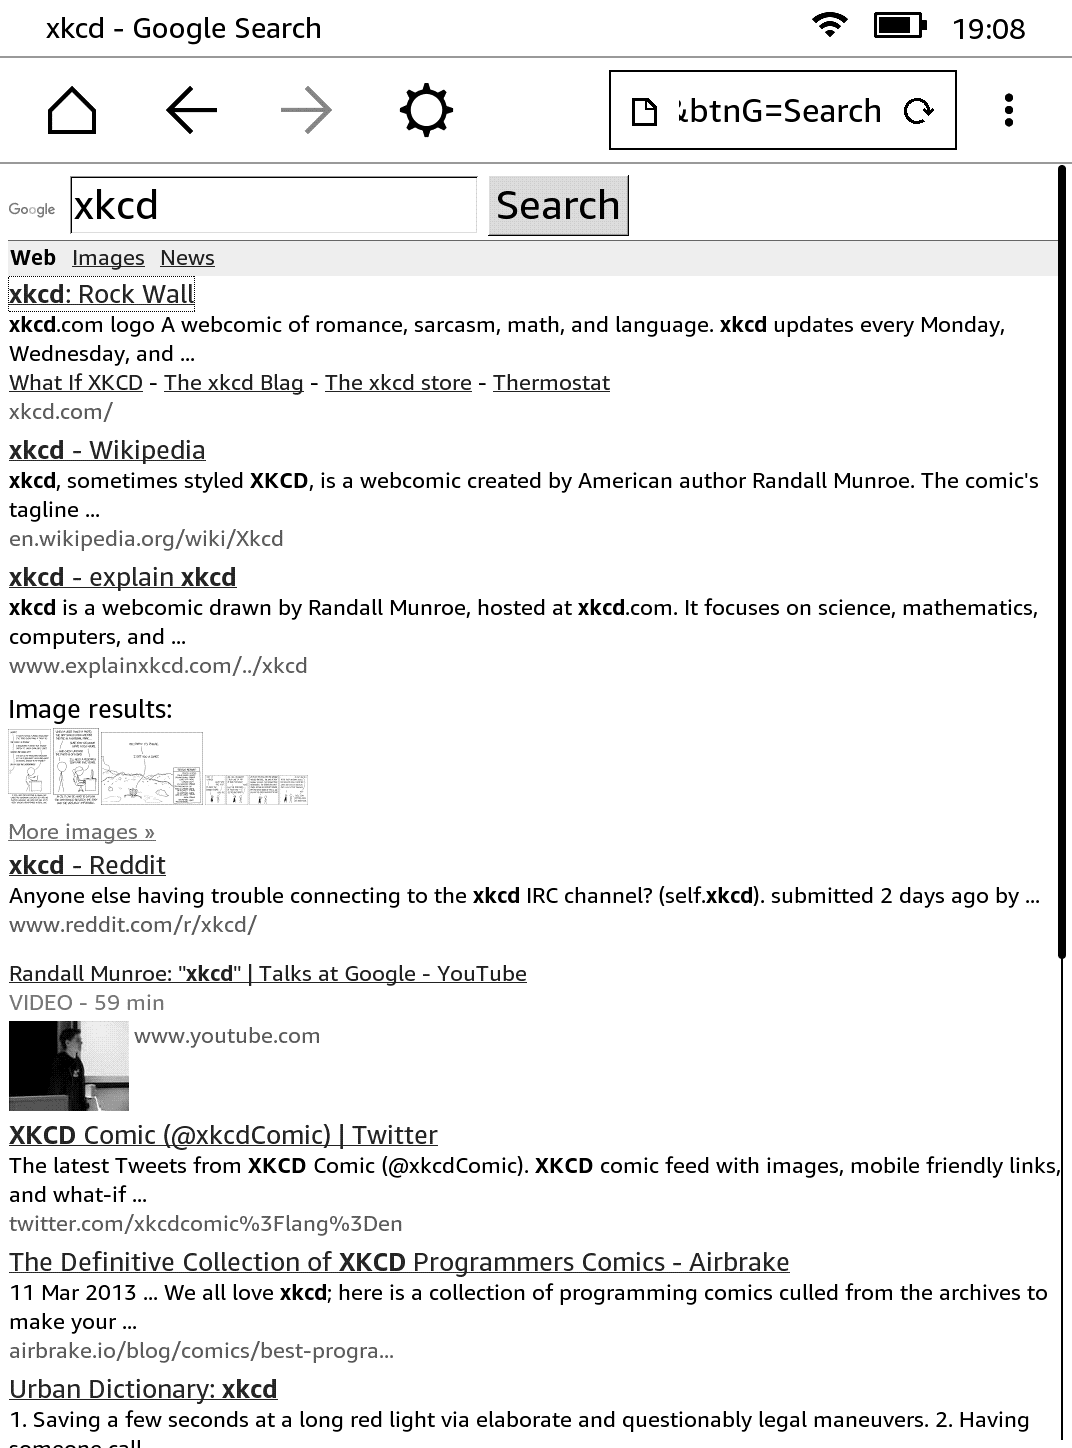 xkcd - Google Search 19:08
&btnG=Search
Google xkcd Search
Web Images News
xkcd: Rock Wall
xkcd.com logo A webcomic of romance, sarcasm, math, and language. xkcd updates every Monday,
Wednesday, and ...
What If XKCD - The xkcd Blag - The xkcd store - Thermostat
xkcd.com/
xkcd - Wikipedia
xkcd, sometimes styled XKCD, is a webcomic created by American author Randall Munroe. The comic's
tagline ...
en.wikipedia.org/wiki/Xkcd
xkcd - explain xkcd
xkcd is a webcomic drawn by Randall Munroe, hosted at xkcd.com. It focuses on science, mathematics,
computers, and ...
www.explainxkcd.com/../xkcd
Image results:
More images »
xkcd - Reddit
Anyone else having trouble connecting to the xkcd IRC channel? (self.xkcd). submitted 2 days ago by ...
www.reddit.com/r/xkcd/
Randall Munroe: "xkcd" | Talks at Google - YouTube
VIDEO - 59 min
www.youtube.com
XKCD Comic (@xkcdComic) | Twitter
The latest Tweets from XKCD Comic (@xkcdComic). XKCD comic feed with images, mobile friendly links,
and what-if ...
twitter.com/xkcdcomic%3Flang%3Den
The Definitive Collection of XKCD Programmers Comics - Airbrake
11 Mar 2013 ... We all love xkcd; here is a collection of programming comics culled from the archives to
make your ...
airbrake.io/blog/comics/best-progra...
Urban Dictionary: xkcd
1. Saving a few seconds at a long red light via elaborate and questionably legal maneuvers. 2. Having
someone call